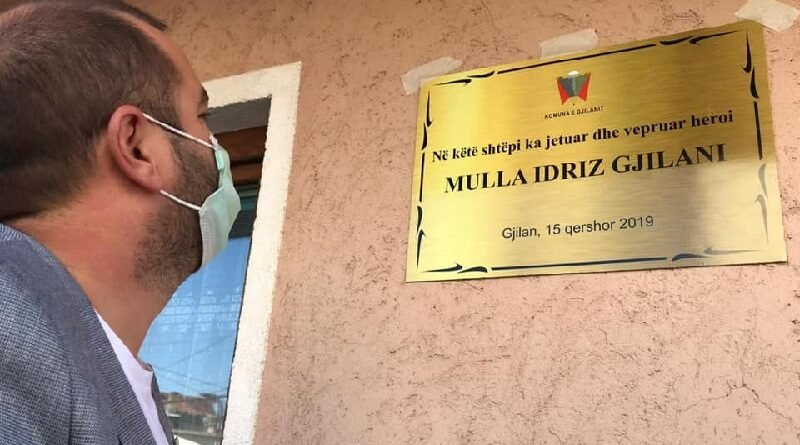 KOMUNA E GJILANIT
Në këtë shtëpi ka jetuar dhe vepruar heroi
MULLA IDRIZ GJILANI
Gjilan, 15 qershor 2019